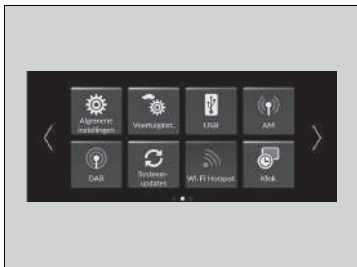 Algemene
instellingen
Voertuiginst.
USB
AM
DAB
Systeem-
updates
Wi-Fi Hotspot
Klok